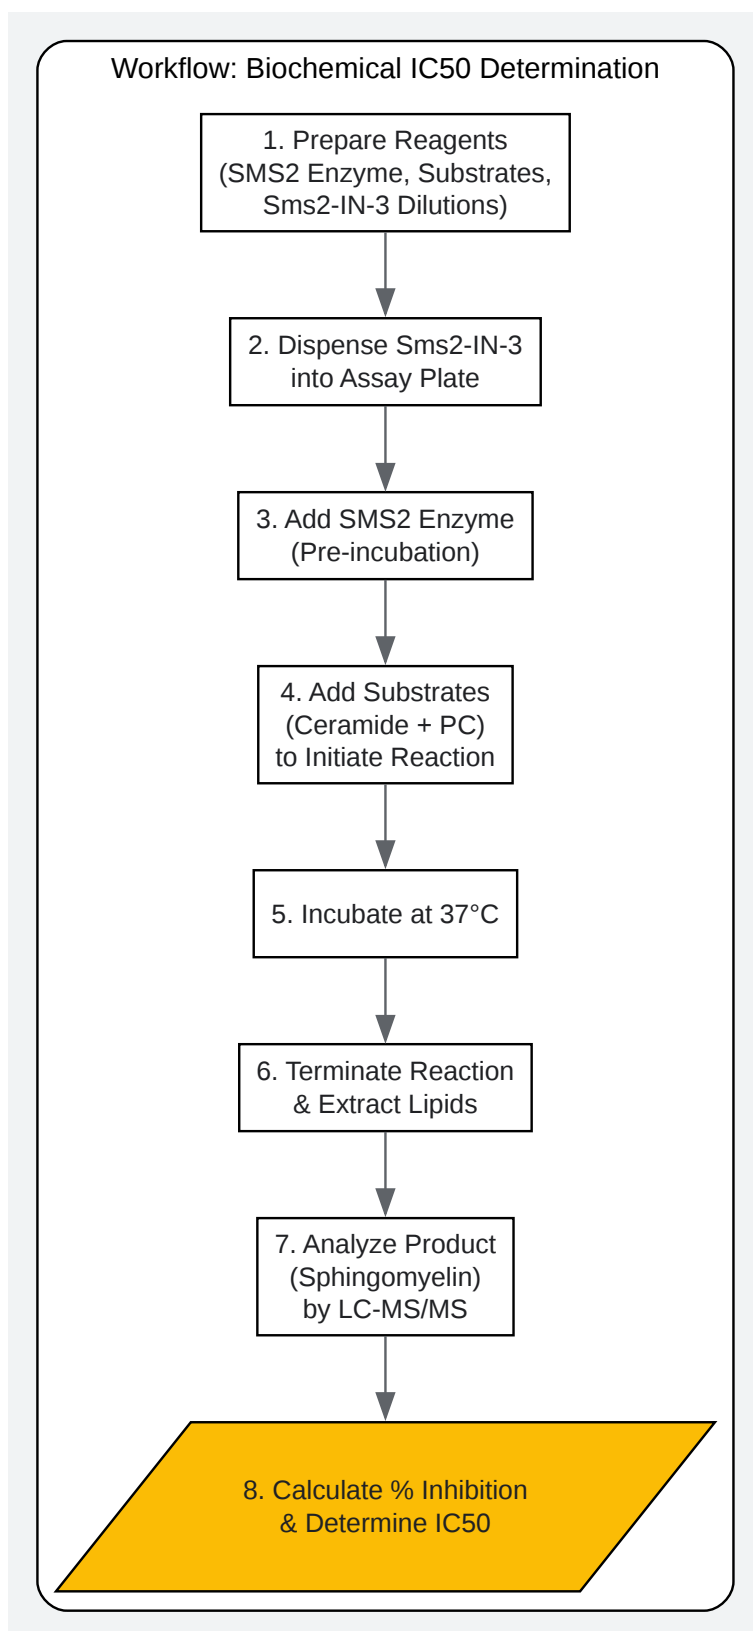 Workflow: Biochemical IC50 Determination
1. Prepare Reagents
(SMS2 Enzyme, Substrates,
Sms2-IN-3 Dilutions)
2. Dispense Sms2-IN-3
into Assay Plate
3. Add SMS2 Enzyme
(Pre-incubation)
4. Add Substrates
(Ceramide + PC)
to Initiate Reaction
5. Incubate at 37°C
6. Terminate Reaction
& Extract Lipids
7. Analyze Product
(Sphingomyelin)
by LC-MS/MS
8. Calculate % Inhibition
& Determine IC50